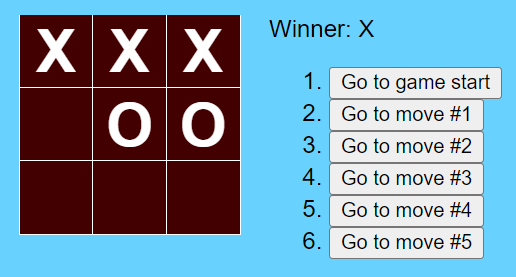 X X X
O O
Winner: X
1. Go to game start
2. Go to move #1
3. Go to move #2
4. Go to move #3
5. Go to move #4
6. Go to move #5